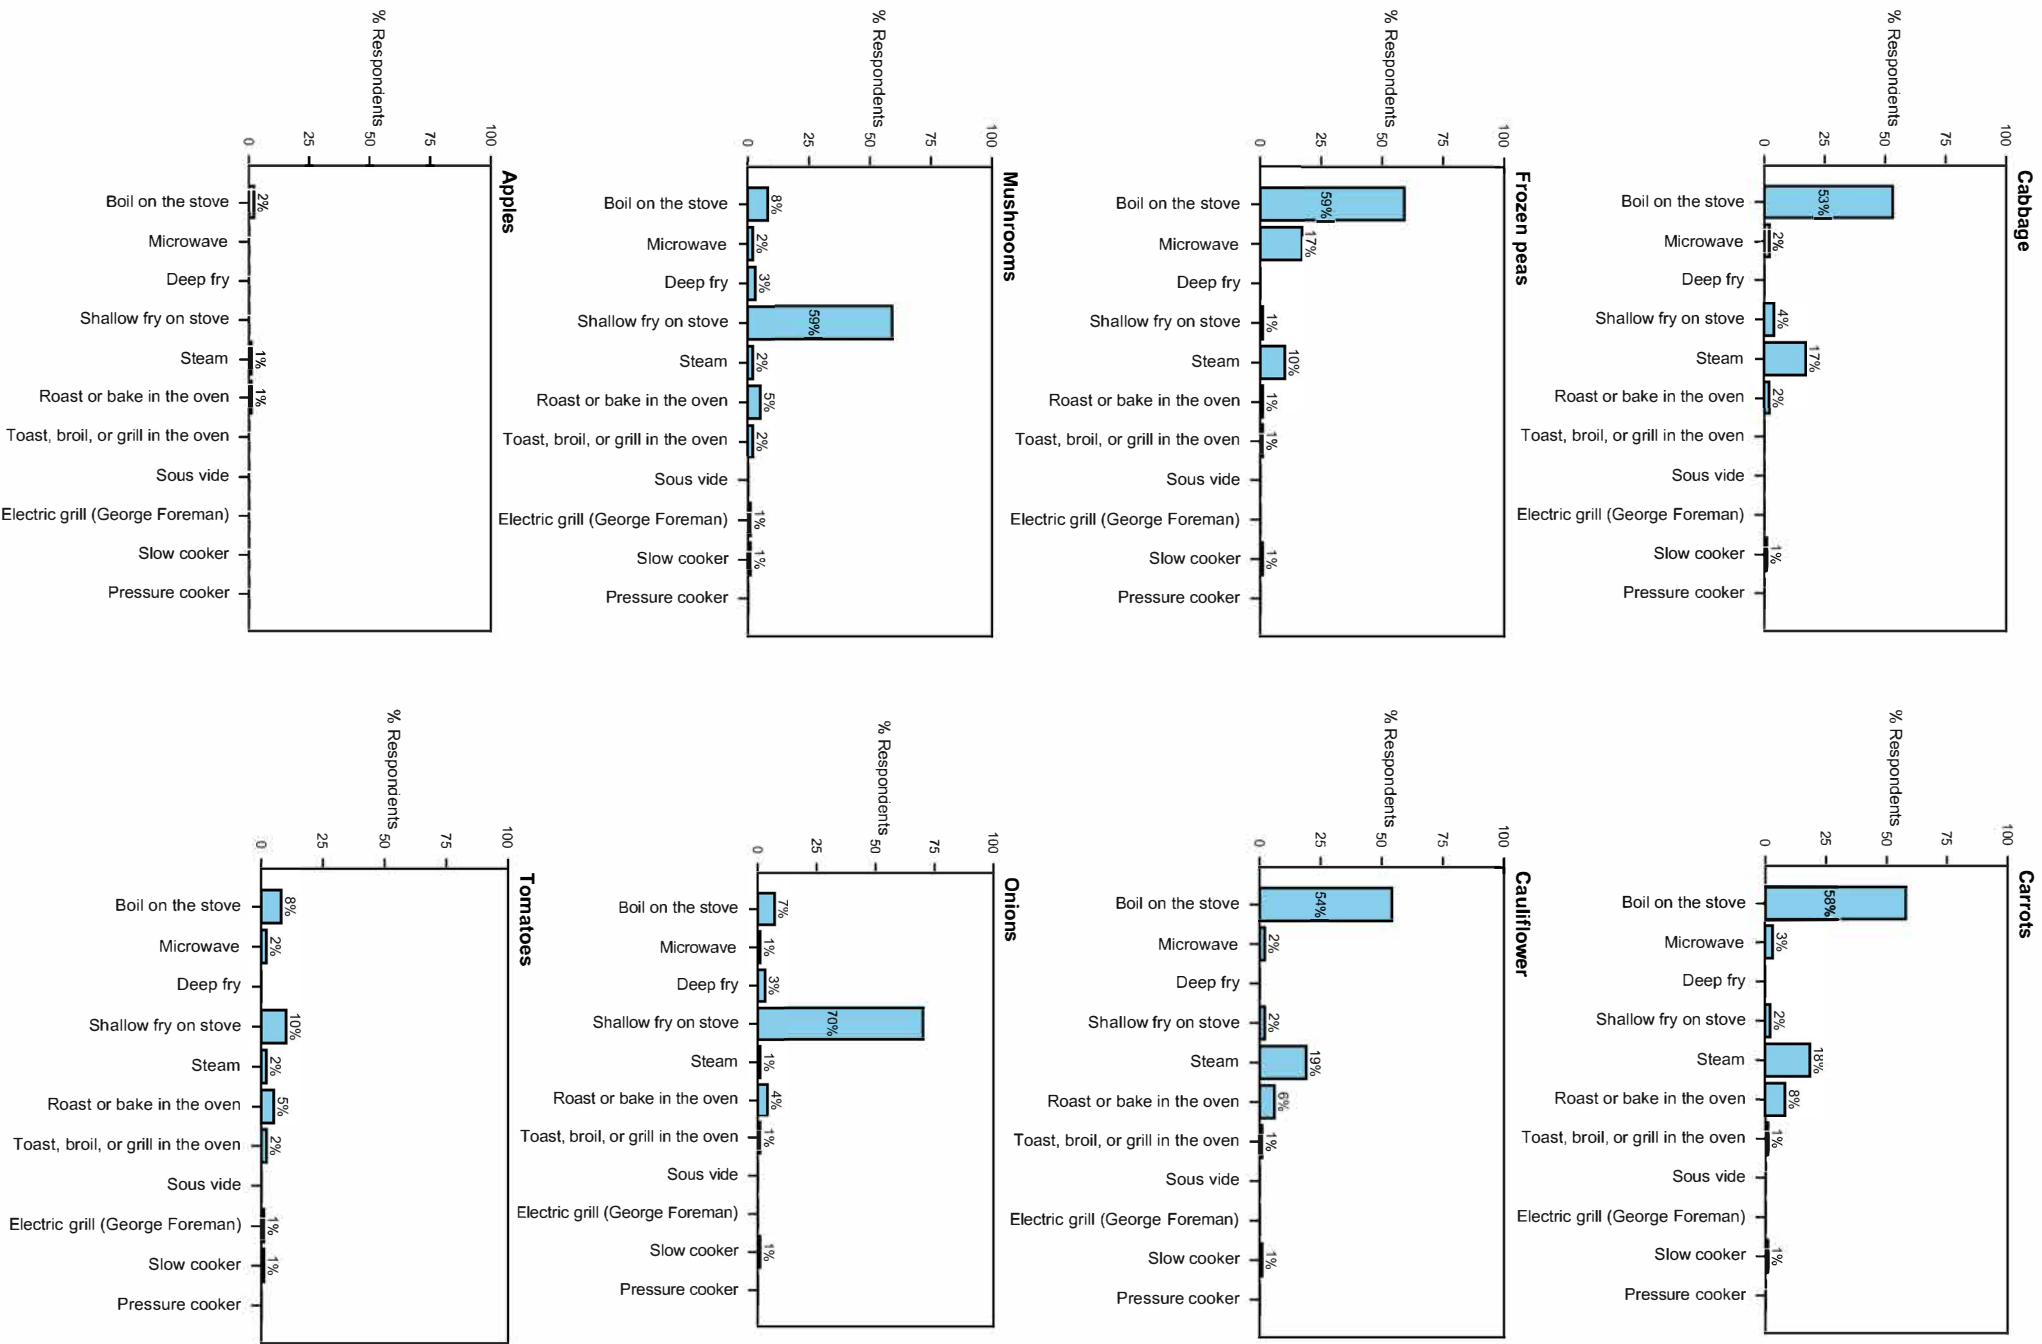 Cabbage
% Respondents
100
75
50
25
0
53%
2%
4%
17%
2%
1%
Boil on the stove
Microwave
Deep fry
Shallow fry on stove
Steam
Roast or bake in the oven
Toast, broil, or grill in the oven
Sous vide
Electric grill (George Foreman)
Slow cooker
Pressure cooker
Carrots
% Respondents
100
75
50
25
0
58%
3%
2%
18%
8%
1%
1%
Boil on the stove
Microwave
Deep fry
Shallow fry on stove
Steam
Roast or bake in the oven
Toast, broil, or grill in the oven
Sous vide
Electric grill (George Foreman)
Slow cooker
Pressure cooker
Frozen peas
% Respondents
100
75
50
25
0
59%
17%
1%
10%
1%
1%
1%
Boil on the stove
Microwave
Deep fry
Shallow fry on stove
Steam
Roast or bake in the oven
Toast, broil, or grill in the oven
Sous vide
Electric grill (George Foreman)
Slow cooker
Pressure cooker
Cauliflower
% Respondents
100
75
50
25
0
54%
2%
2%
19%
6%
1%
1%
Boil on the stove
Microwave
Deep fry
Shallow fry on stove
Steam
Roast or bake in the oven
Toast, broil, or grill in the oven
Sous vide
Electric grill (George Foreman)
Slow cooker
Pressure cooker
Mushrooms
% Respondents
100
75
50
25
0
8%
2%
3%
59%
2%
5%
2%
1%
1%
Boil on the stove
Microwave
Deep fry
Shallow fry on stove
Steam
Roast or bake in the oven
Toast, broil, or grill in the oven
Sous vide
Electric grill (George Foreman)
Slow cooker
Pressure cooker
Onions
% Respondents
100
75
50
25
0
7%
1%
3%
70%
1%
4%
1%
1%
Boil on the stove
Microwave
Deep fry
Shallow fry on stove
Steam
Roast or bake in the oven
Toast, broil, or grill in the oven
Sous vide
Electric grill (George Foreman)
Slow cooker
Pressure cooker
Apples
% Respondents
100
75
50
25
0
2%
1%
1%
Boil on the stove
Microwave
Deep fry
Shallow fry on stove
Steam
Roast or bake in the oven
Toast, broil, or grill in the oven
Sous vide
Electric grill (George Foreman)
Slow cooker
Pressure cooker
Tomatoes
% Respondents
100
75
50
25
0
8%
2%
10%
2%
5%
2%
1%
1%
Boil on the stove
Microwave
Deep fry
Shallow fry on stove
Steam
Roast or bake in the oven
Toast, broil, or grill in the oven
Sous vide
Electric grill (George Foreman)
Slow cooker
Pressure cooker